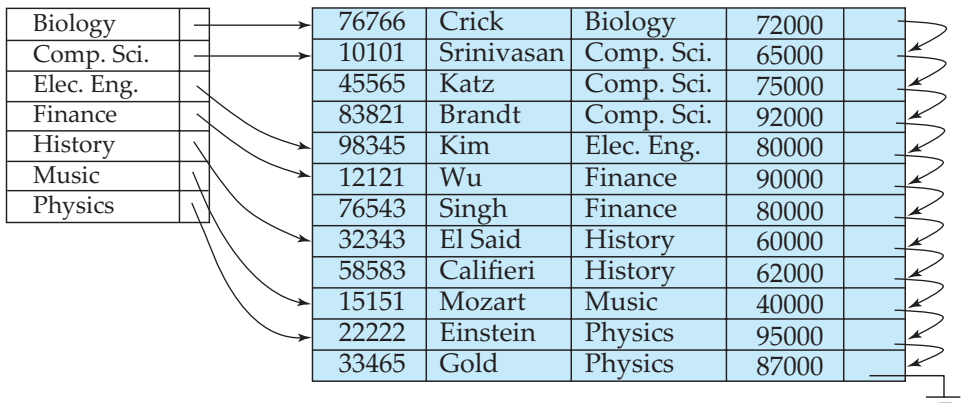 Biology
Comp. Sci.
Elec. Eng.
Finance
History
Music
Physics
76766 Crick Biology 72000
10101 Srinivasan Comp. Sci. 65000
45565 Katz Comp. Sci. 75000
83821 Brandt Comp. Sci. 92000
98345 Kim Elec. Eng. 80000
12121 Wu Finance 90000
76543 Singh Finance 80000
32343 El Said History 60000
58583 Califieri History 62000
15151 Mozart Music 40000
22222 Einstein Physics 95000
33465 Gold Physics 87000